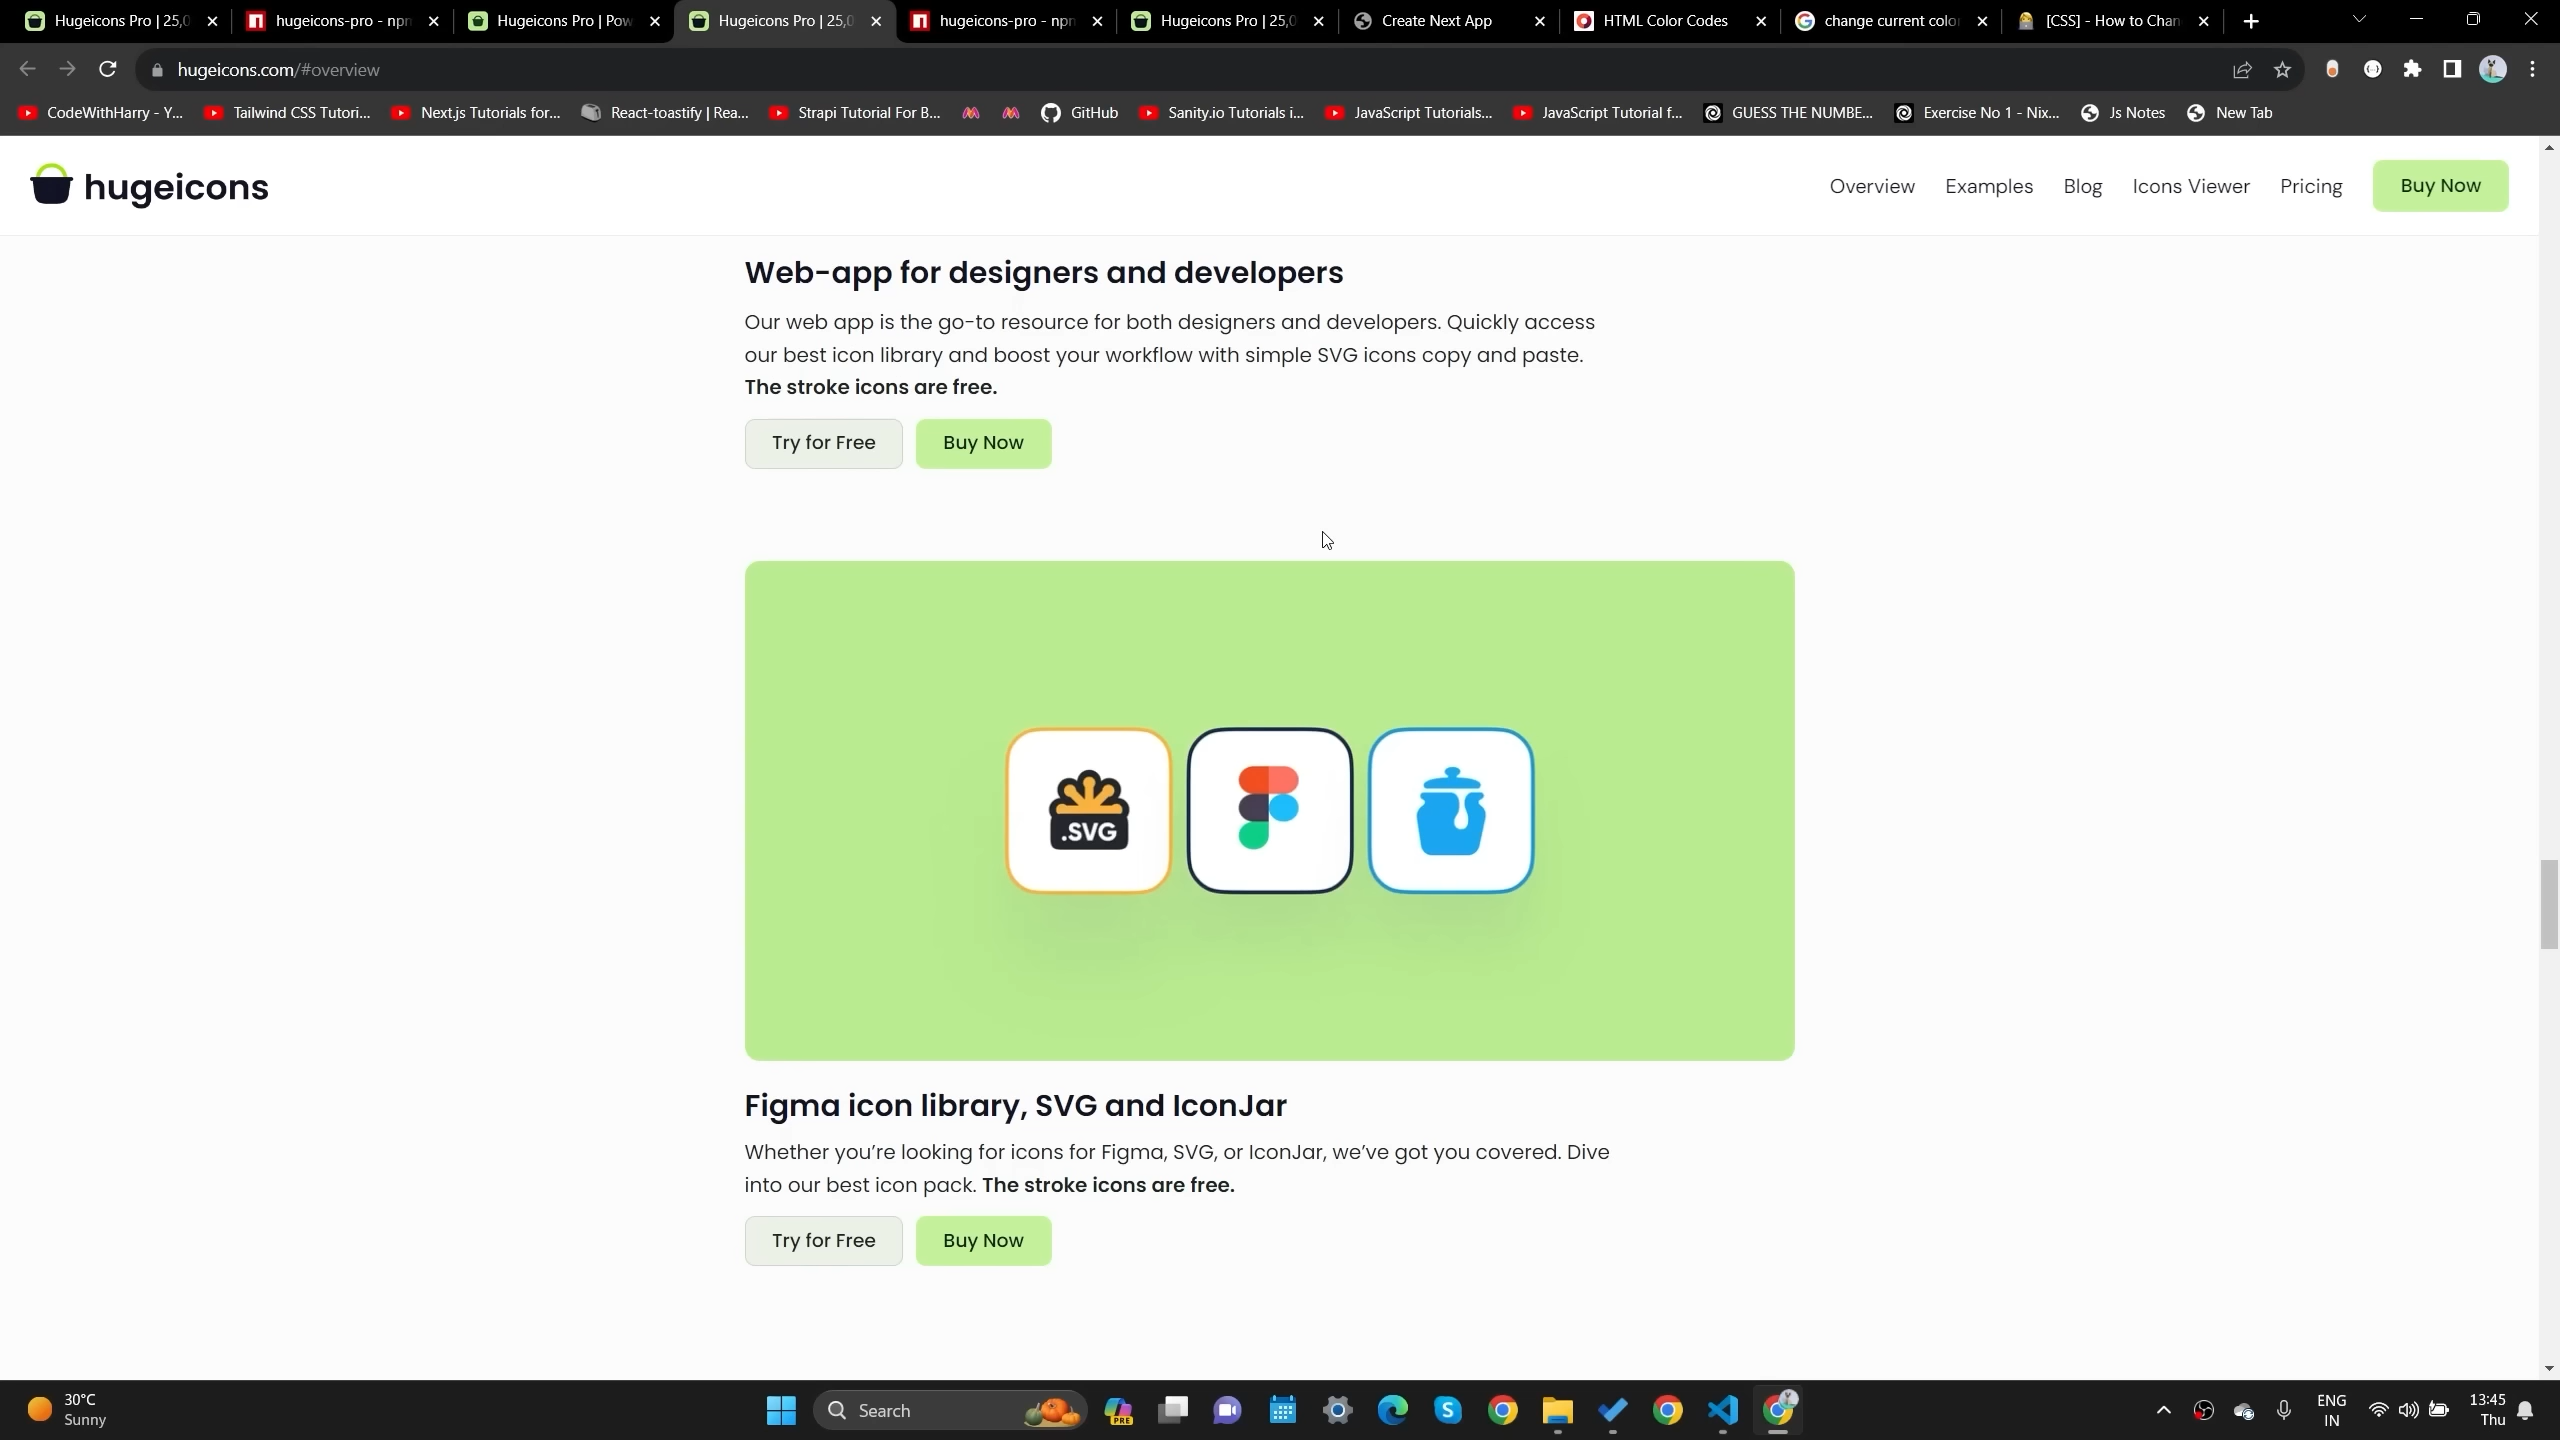 Hugeicons Pro | 25,0
hugeicons-pro - npm
Hugeicons Pro | Pow
Hugeicons Pro | 25,0
hugeicons-pro - npm
Hugeicons Pro | 25,0
Create Next App
HTML Color Codes
change current colo
[CSS] - How to Chan
hugeicons.com/#overview
CodeWithHarry - Y...
Tailwind CSS Tutori...
Next.js Tutorials for...
React-toastify | Rea...
Strapi Tutorial For B...
GitHub
Sanity.io Tutorials i...
JavaScript Tutorials...
JavaScript Tutorial f...
GUESS THE NUMBE...
Exercise No 1 - Nix...
Js Notes
New Tab
hugeicons
Overview
Examples
Blog
Icons Viewer
Pricing
Buy Now
Web-app for designers and developers
Our web app is the go-to resource for both designers and developers. Quickly access
our best icon library and boost your workflow with simple SVG icons copy and paste.
The stroke icons are free.
Try for Free
Buy Now
.SVG
Figma icon library, SVG and IconJar
Whether you're looking for icons for Figma, SVG, or IconJar, we've got you covered. Dive
into our best icon pack. The stroke icons are free.
Try for Free
Buy Now
30°C
Sunny
Search
PRE
ENG
IN
13:45
Thu